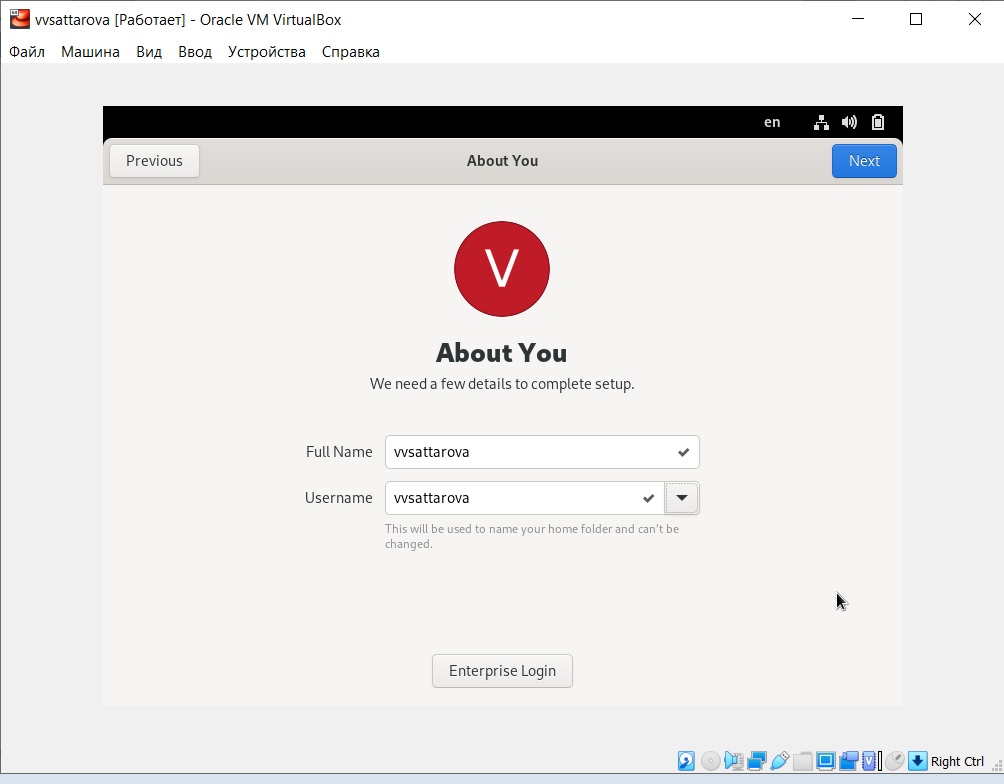 vvsattarova [Работает] - Oracle VM VirtualBox
Файл Машина Вид Ввод Устройства Справка
en
Previous About You Next
V
About You
We need a few details to complete setup.
Full Name vvsattarova
Username vvsattarova
This will be used to name your home folder and can't be
changed.
Enterprise Login
Right Ctrl